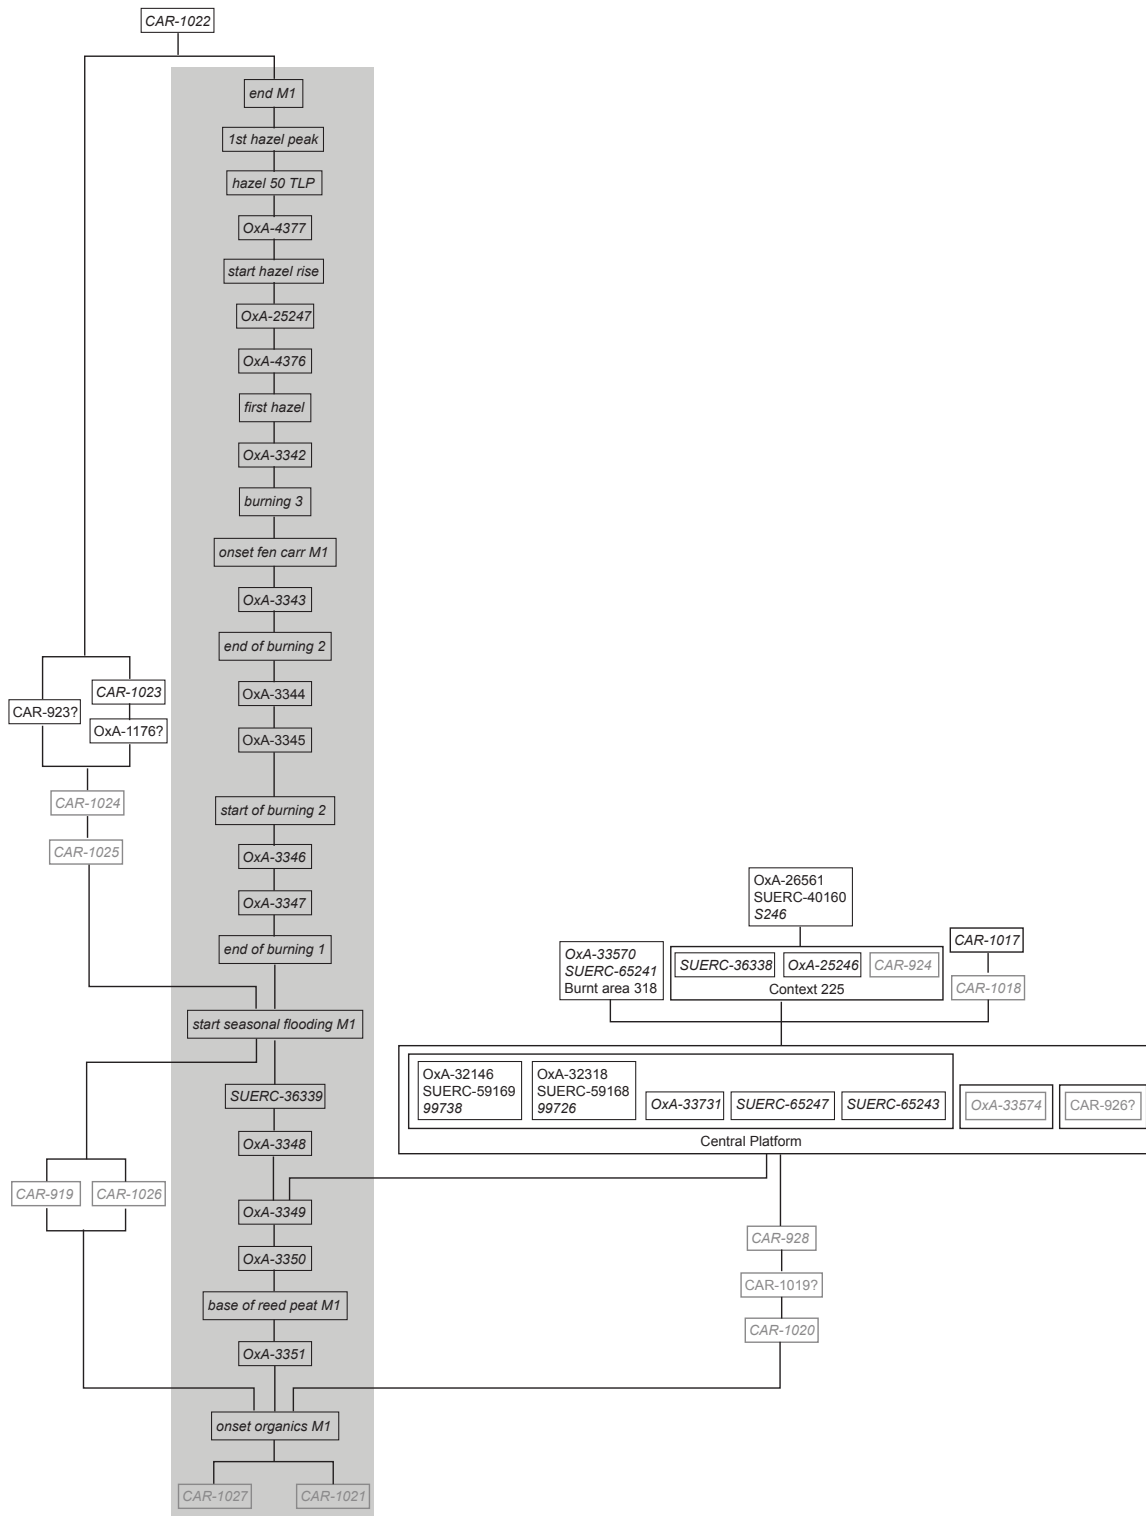 CAR-1022
end M1
1st hazel peak
hazel 50 TLP
OxA-4377
start hazel rise
OxA-25247
OxA-4376
first hazel
OxA-3342
burning 3
onset fen carr M1
OxA-3343
end of burning 2
CAR-1023
CAR-923?
OxA-1176?
OxA-3344
OxA-3345
CAR-1024
start of burning 2
CAR-1025
OxA-3346
OxA-3347
end of burning 1
OxA-26561
SUERC-40160
S246
OxA-33570
SUERC-65241
Burnt area 318
SUERC-36338
OxA-25246
CAR-924
Context 225
CAR-1017
CAR-1018
start seasonal flooding M1
OxA-32146
SUERC-59169
99738
OxA-32318
SUERC-59168
99726
OxA-33731
SUERC-65247
SUERC-65243
OxA-33574
CAR-926?
Central Platform
SUERC-36339
OxA-3348
CAR-919
CAR-1026
OxA-3349
CAR-928
OxA-3350
CAR-1019?
base of reed peat M1
CAR-1020
OxA-3351
onset organics M1
CAR-1027
CAR-1021